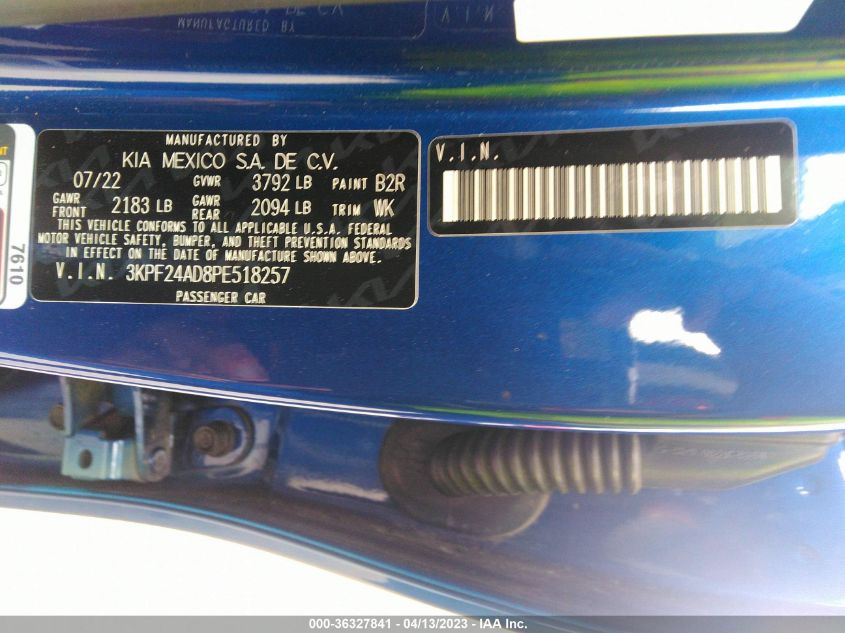 MANUFACTURED BY
KIA MEXICO S.A. DE C.V.
07/22 GVWR 3792 LB PAINT B2R
GAWR FRONT 2183 LB GAWR REAR 2094 LB TRIM WK
THIS VEHICLE CONFORMS TO ALL APPLICABLE U.S.A. FEDERAL
MOTOR VEHICLE SAFETY, BUMPER, AND THEFT PREVENTION STANDARDS
IN EFFECT ON THE DATE OF MANUFACTURE SHOWN ABOVE.
V.I.N. 3KPF24AD8PE518257
PASSENGER CAR
V.I.N.
7610
000-36327841 - 04/13/2023 - IAA Inc.